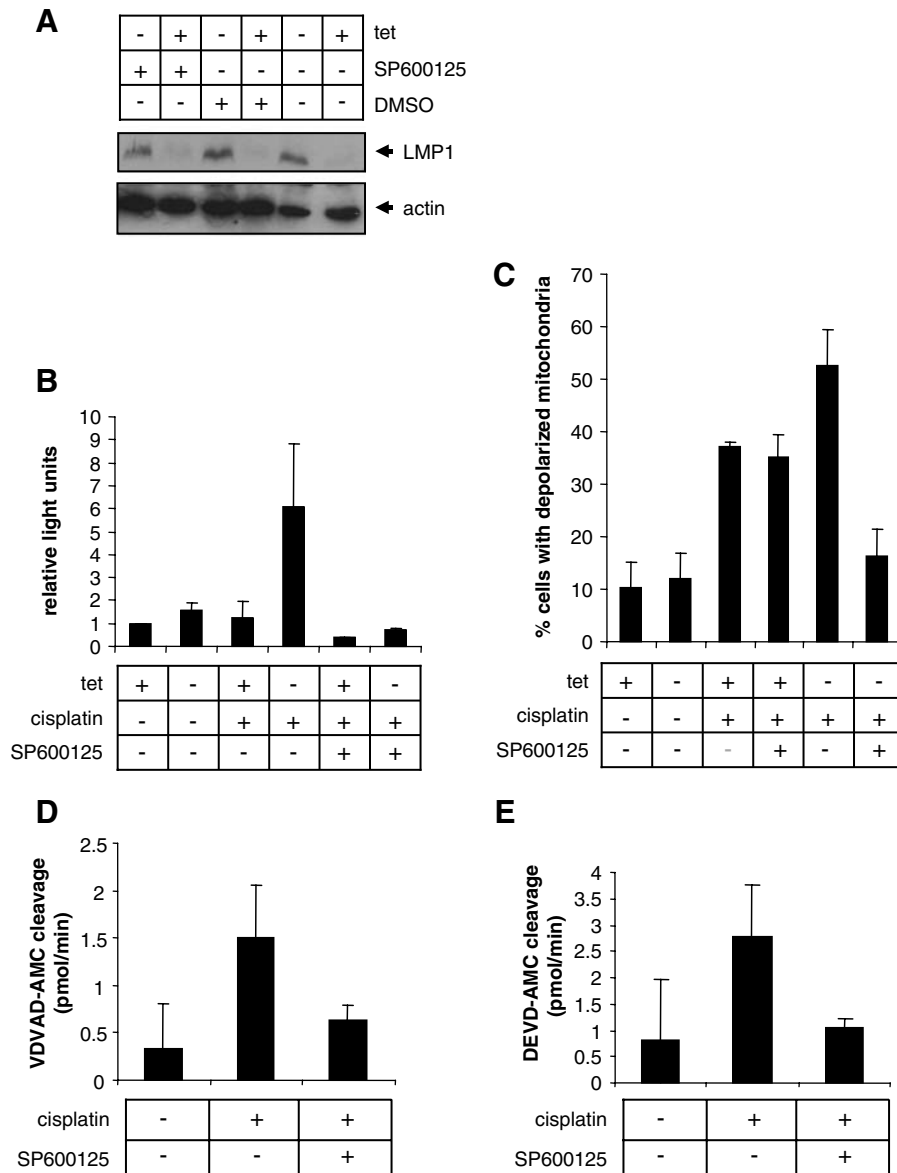 A
- + - + - + tet
+ + - - - - SP600125
- - + + - - DMSO
LMP1
actin
B
relative light units
10
9
8
7
6
5
4
3
2
1
0
tet + - + - + -
cisplatin - - + + + +
SP600125 - - - - + +
C
% cells with depolarized mitochondria
70
60
50
40
30
20
10
0
tet + - + + - -
cisplatin - - + + + +
SP600125 - - - + - +
D
VDVAD-AMC cleavage
(pmol/min)
2.5
2
1.5
1
0.5
0
cisplatin - + +
SP600125 - - +
E
DEVD-AMC cleavage
(pmol/min)
4
3.5
3
2.5
2
1.5
1
0.5
0
cisplatin - + +
SP600125 - - +